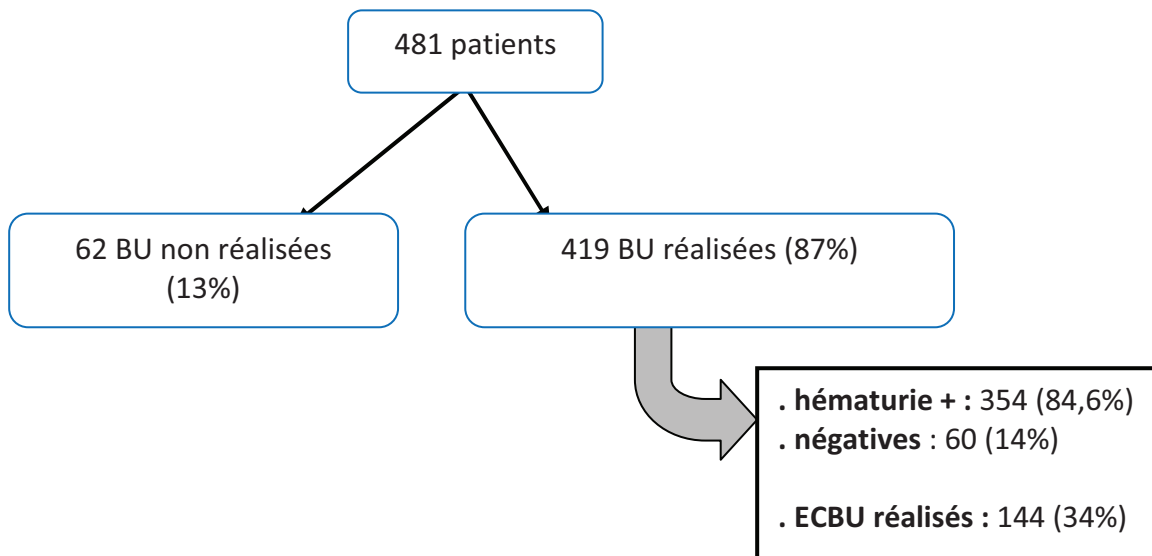 481 patients
62 BU non réalisées
(13%)
419 BU réalisées (87%)
. hématurie + : 354 (84,6%)
. négatives : 60 (14%)
. ECBU réalisés : 144 (34%)